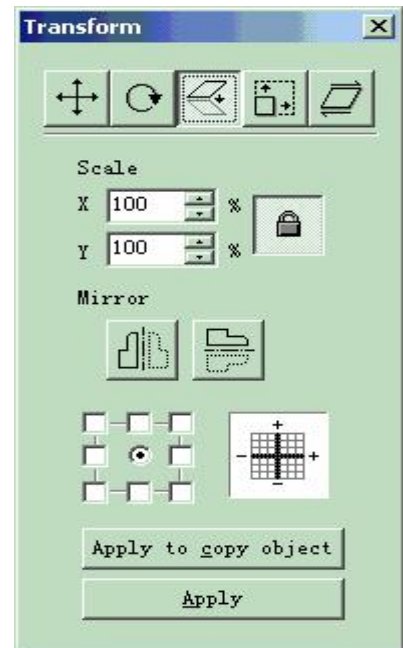 Transform
Scale
X 100 %
Y 100 %
Mirror
+
- +
-
Apply to copy object
Apply